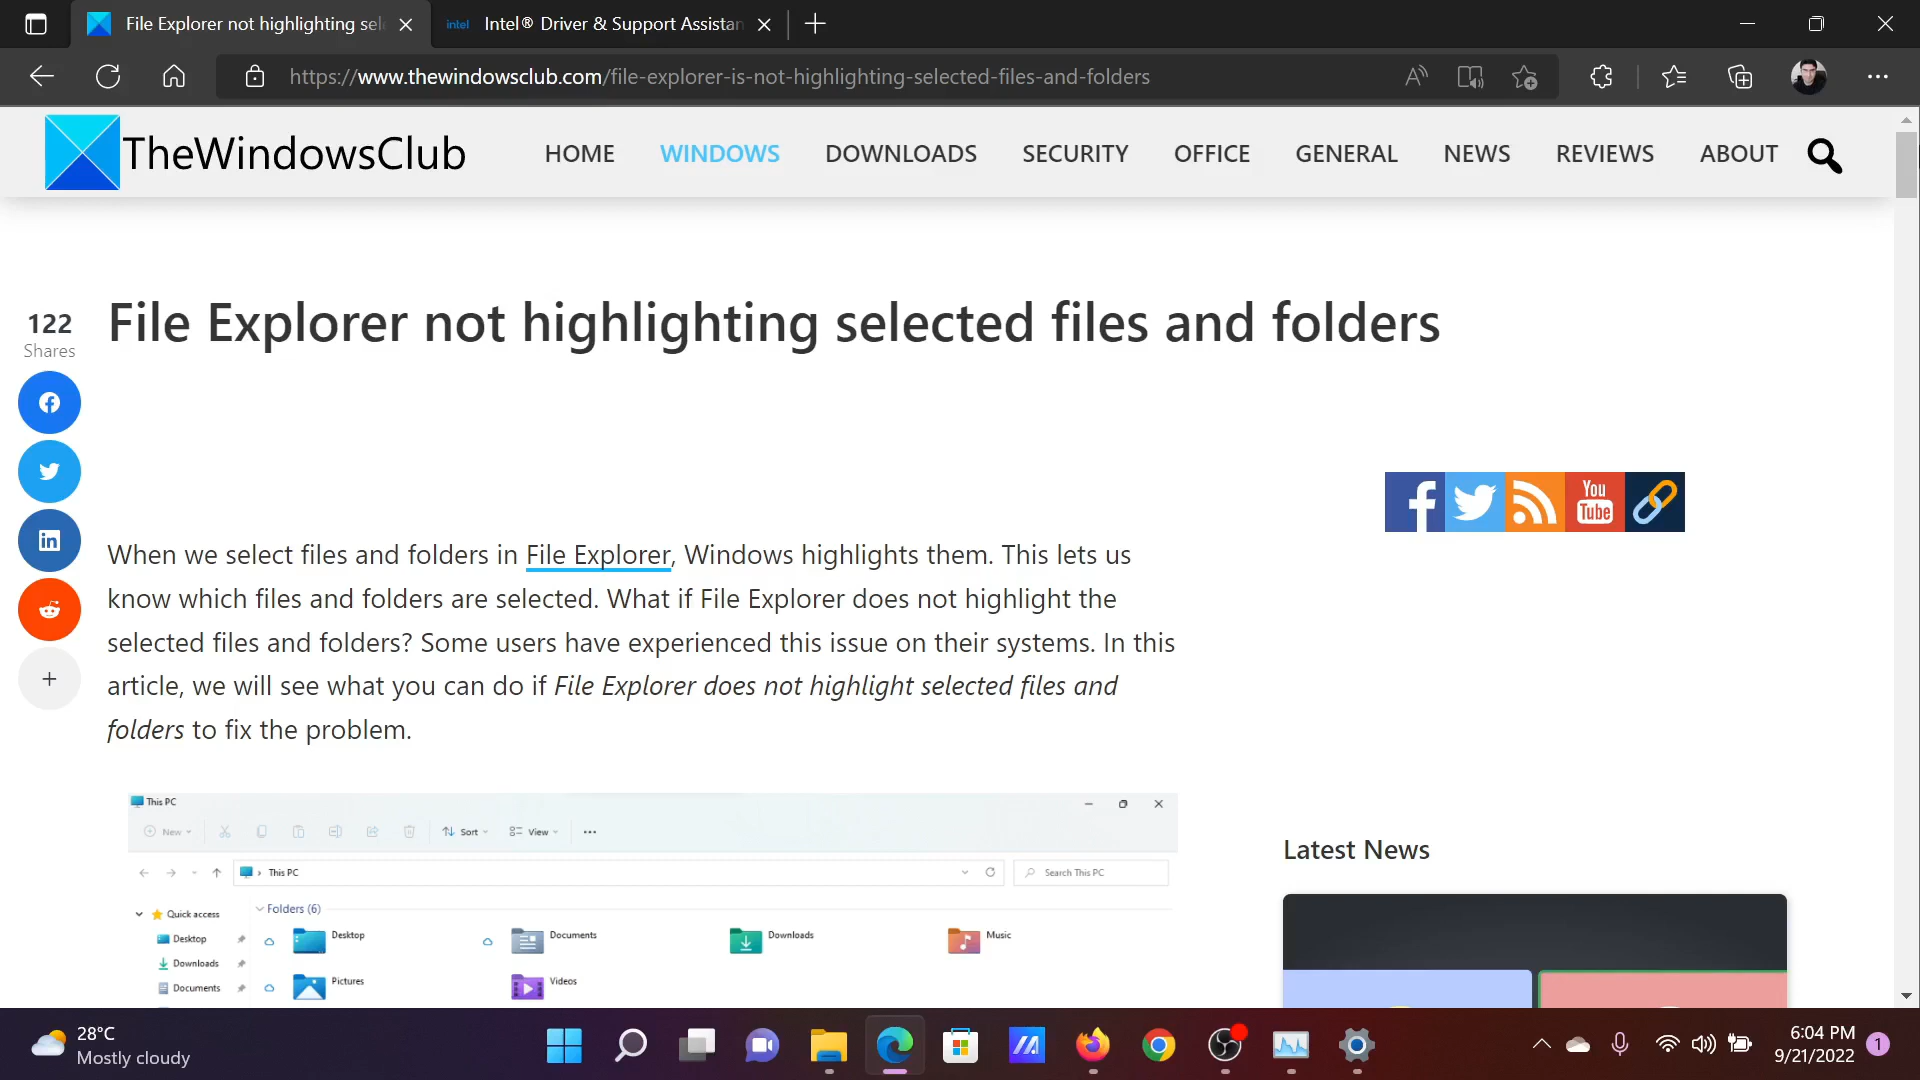 File Explorer not highlighting sel
intel Intel® Driver & Support Assistan
https://www.thewindowsclub.com/file-explorer-is-not-highlighting-selected-files-and-folders
TheWindowsClub
HOME WINDOWS DOWNLOADS SECURITY OFFICE GENERAL NEWS REVIEWS ABOUT
122
Shares
File Explorer not highlighting selected files and folders
You
Tube
When we select files and folders in File Explorer, Windows highlights them. This lets us
know which files and folders are selected. What if File Explorer does not highlight the
selected files and folders? Some users have experienced this issue on their systems. In this
article, we will see what you can do if File Explorer does not highlight selected files and
folders to fix the problem.
This PC
New Sort View
This PC Search This PC
Quick access
Desktop
Downloads
Documents
Folders (6)
Desktop Documents Downloads Music
Pictures Videos
Latest News
28°C
Mostly cloudy
6:04 PM
9/21/2022
1